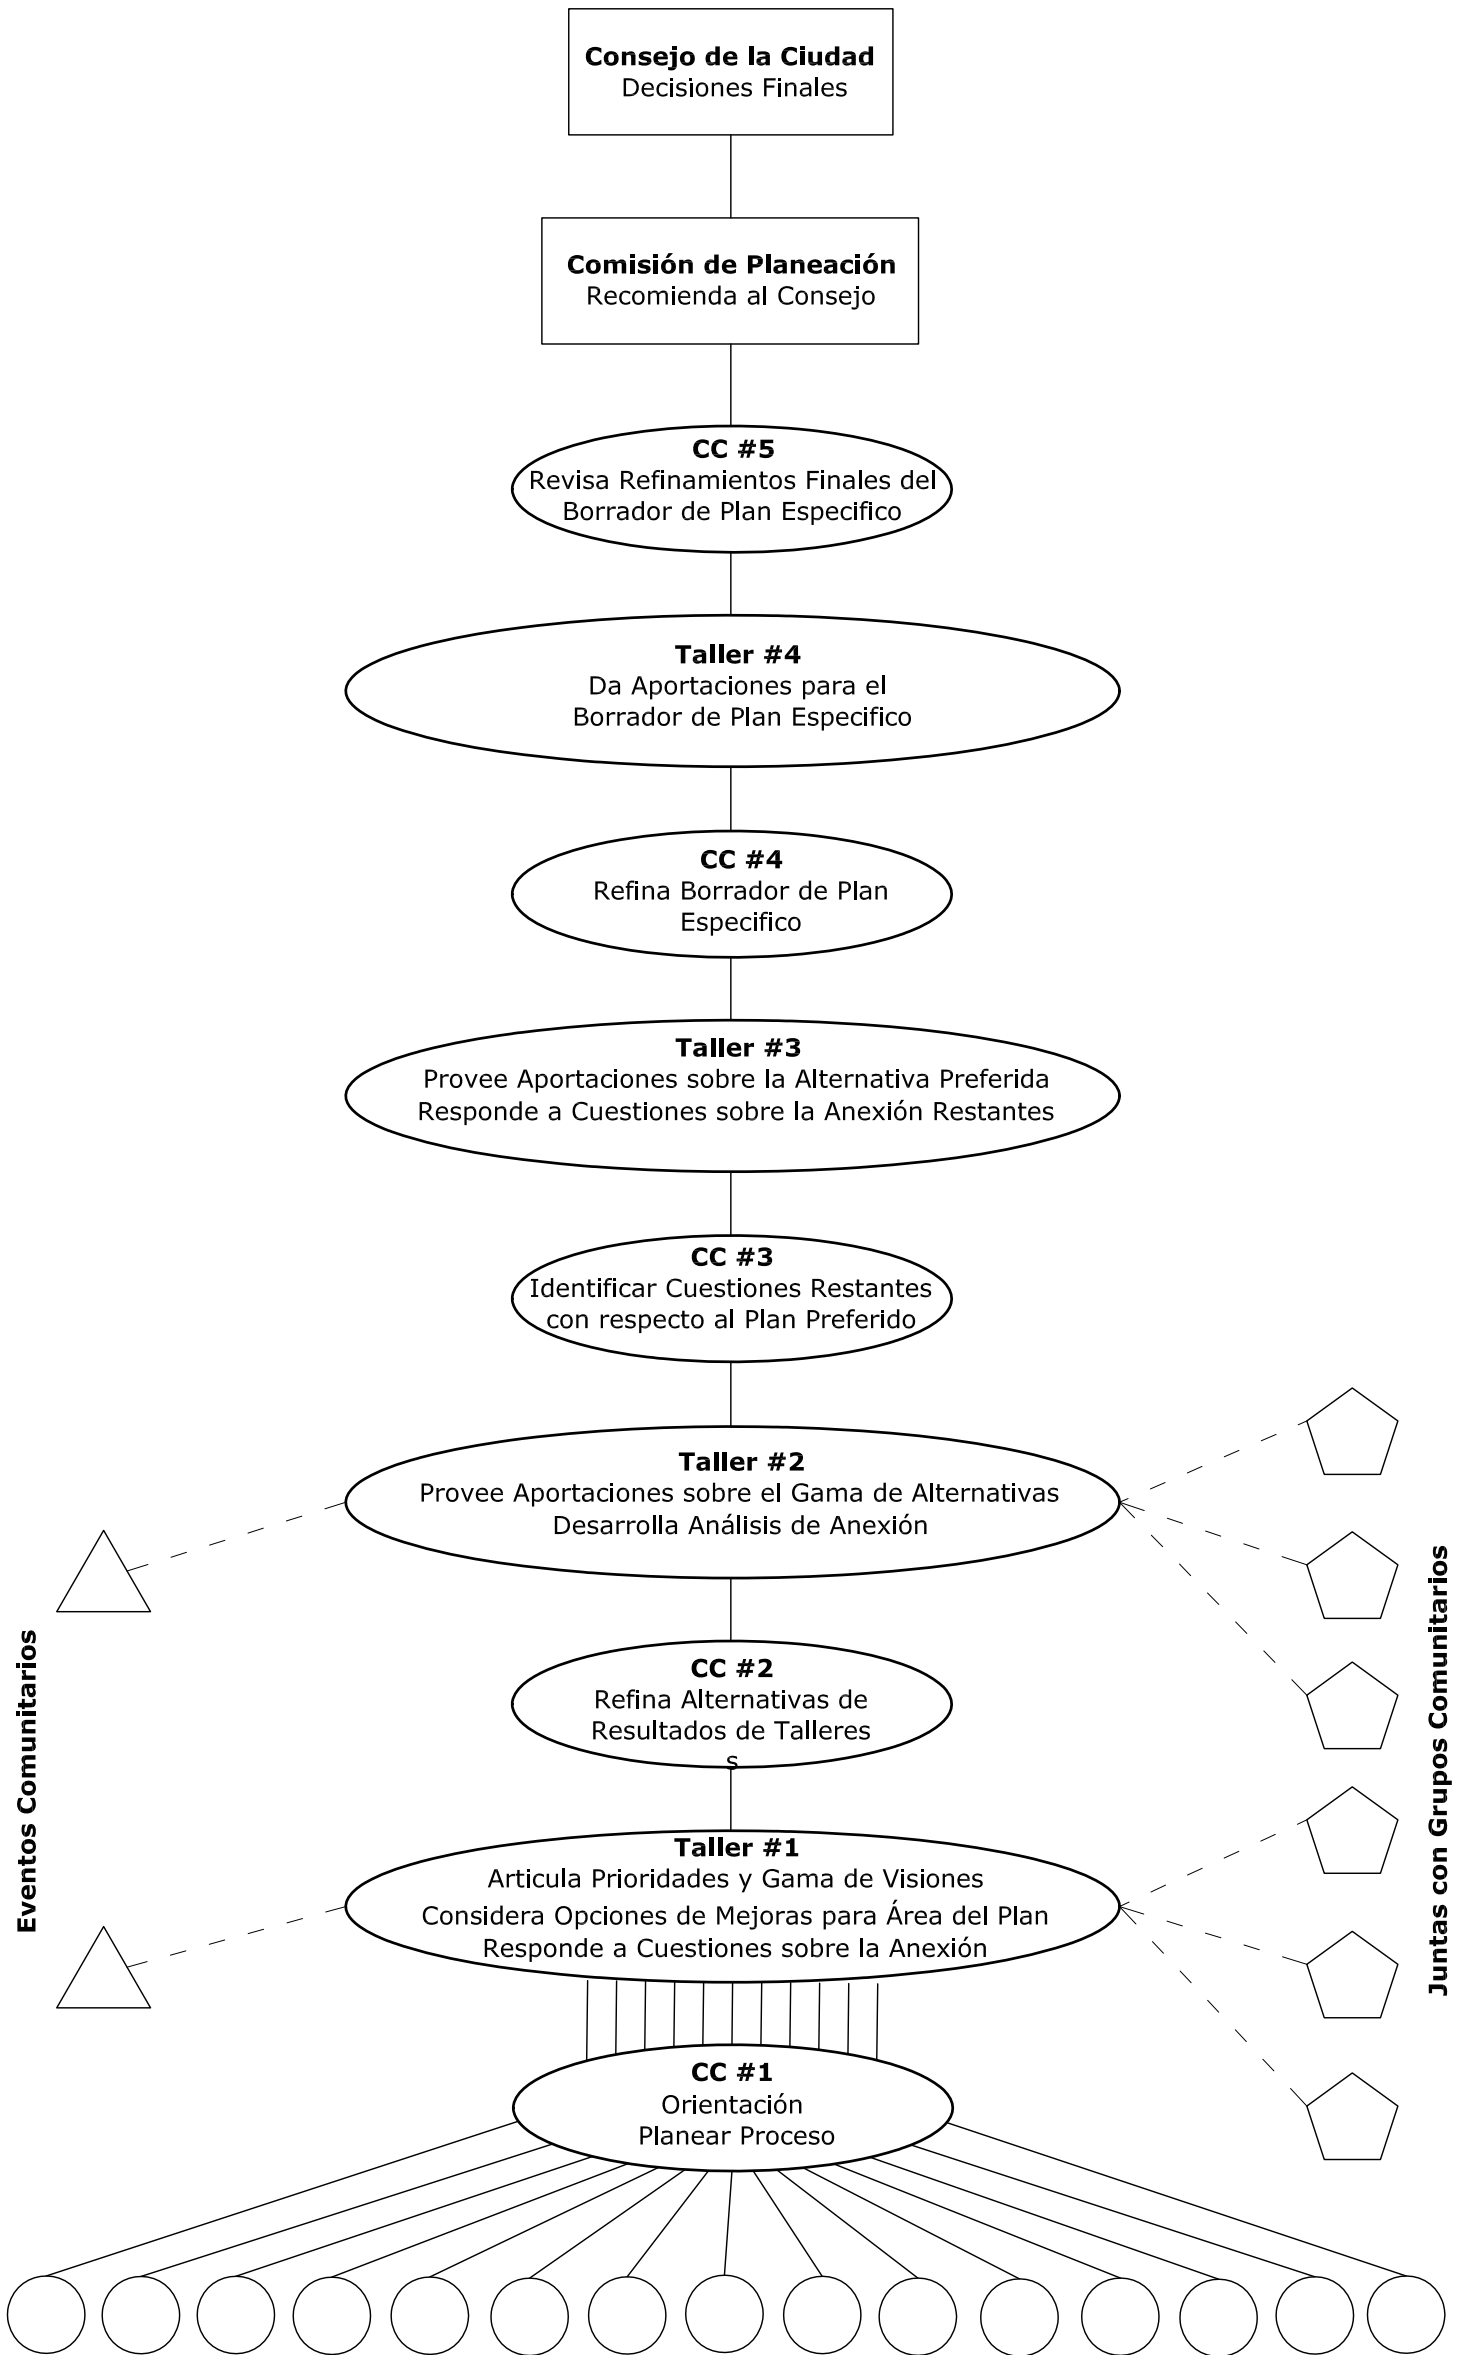 Consejo de la Ciudad
Decisiones Finales
Comisión de Planeación
Recomienda al Consejo
CC #5
Revisa Refinamientos Finales del
Borrador de Plan Especifico
Taller #4
Da Aportaciones para el
Borrador de Plan Especifico
CC #4
Refina Borrador de Plan
Especifico
Taller #3
Provee Aportaciones sobre la Alternativa Preferida
Responde a Cuestiones sobre la Anexión Restantes
CC #3
Identificar Cuestiones Restantes
con respecto al Plan Preferido
Taller #2
Provee Aportaciones sobre el Gama de Alternativas
Desarrolla Análisis de Anexión
CC #2
Refina Alternativas de
Resultados de Talleres
s
Taller #1
Articula Prioridades y Gama de Visiones
Considera Opciones de Mejoras para Área del Plan
Responde a Cuestiones sobre la Anexión
CC #1
Orientación
Planear Proceso
Eventos Comunitarios
Juntas con Grupos Comunitarios